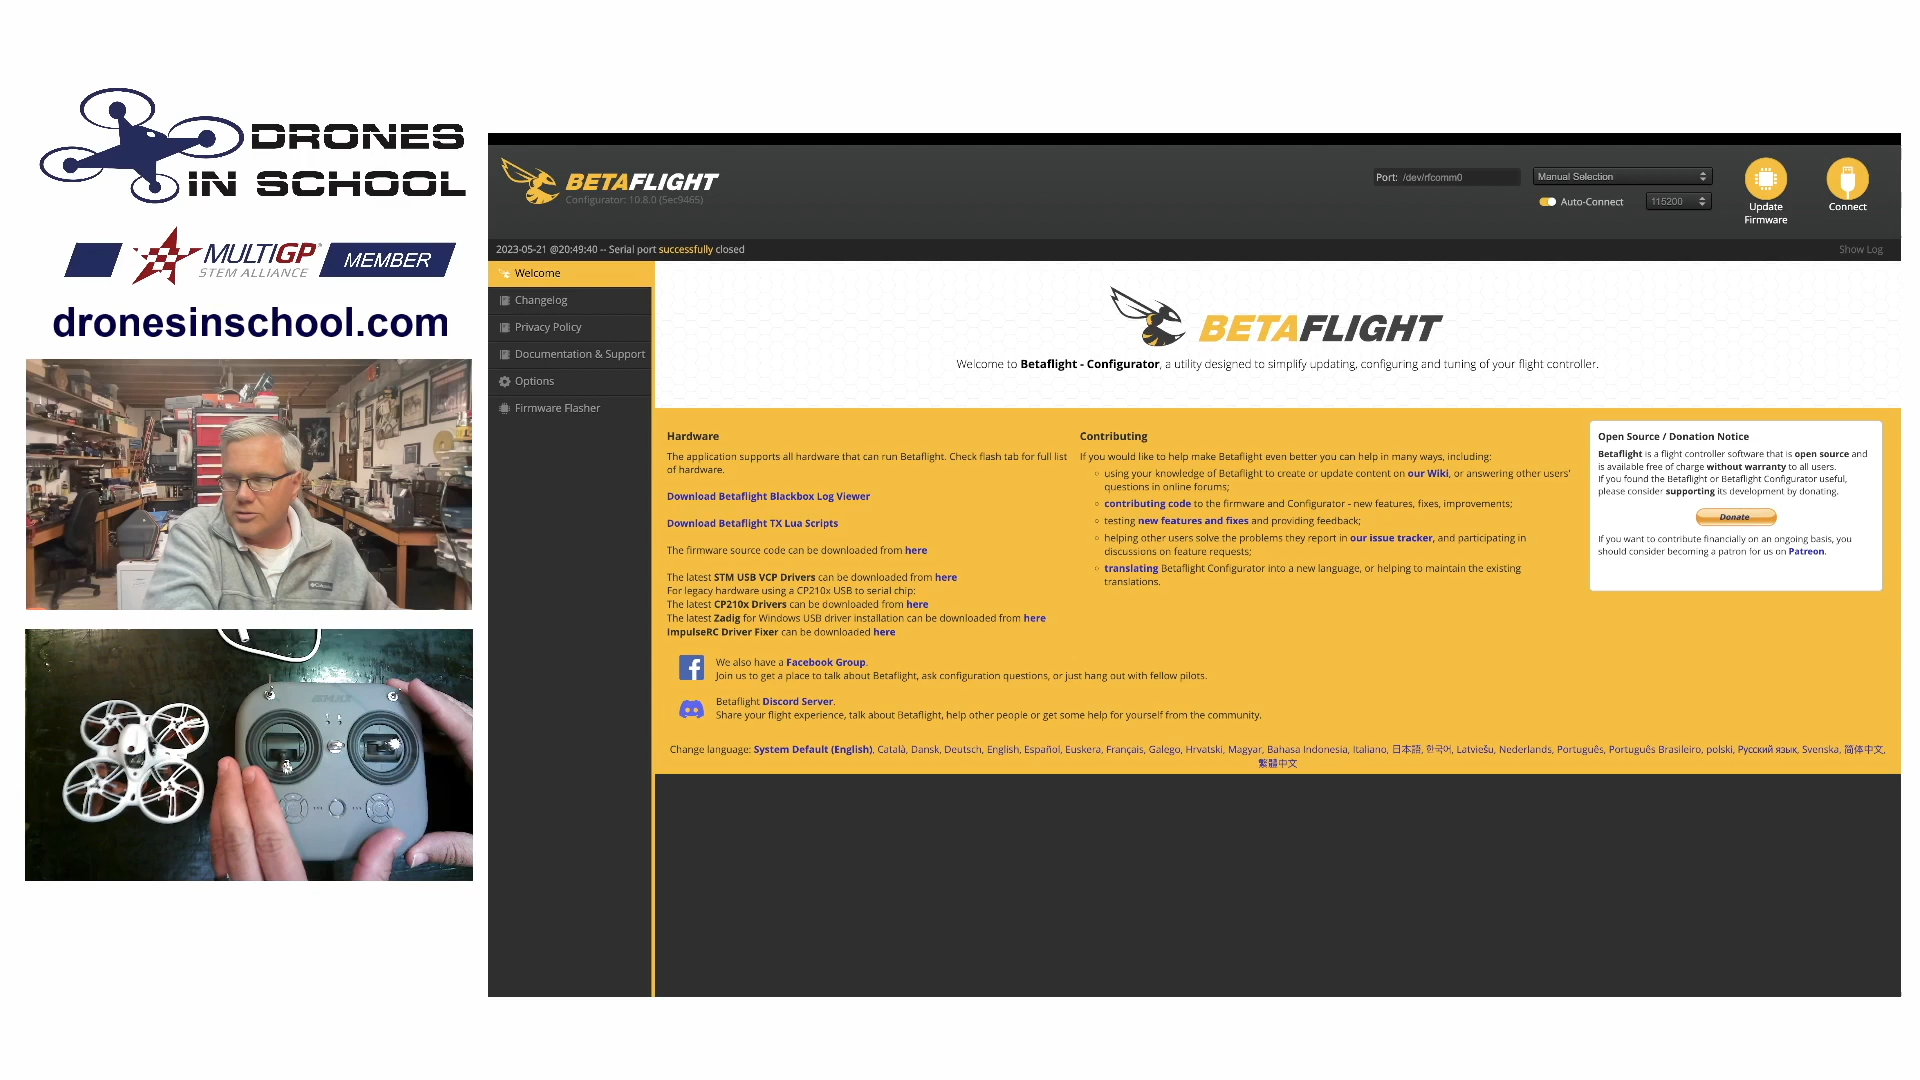 DRONES
IN SCHOOL
MULTIGP
STEM ALLIANCE
MEMBER
dronesinschool.com
BETAFLIGHT
Configurator: 10.8.0 (5ec9465)
Port: /dev/rfcomm0
Manual Selection
Auto-Connect
115200
Update
Firmware
Connect
2023-05-21 @20:49:40 -- Serial port successfully closed
Show Log
Welcome
Changelog
Privacy Policy
Documentation & Support
Options
Firmware Flasher
BETAFLIGHT
Welcome to Betaflight - Configurator, a utility designed to simplify updating, configuring and tuning of your flight controller.
Hardware
The application supports all hardware that can run Betaflight. Check flash tab for full list
of hardware.
Download Betaflight Blackbox Log Viewer
Download Betaflight TX Lua Scripts
The firmware source code can be downloaded from here
The latest STM USB VCP Drivers can be downloaded from here
For legacy hardware using a CP210x USB to serial chip:
The latest CP210x Drivers can be downloaded from here
The latest Zadig for Windows USB driver installation can be downloaded from here
ImpulseRC Driver Fixer can be downloaded here
Contributing
If you would like to help make Betaflight even better you can help in many ways, including:
using your knowledge of Betaflight to create or update content on our Wiki, or answering other users'
questions in online forums;
contributing code to the firmware and Configurator - new features, fixes, improvements;
testing new features and fixes and providing feedback;
helping other users solve the problems they report in our issue tracker, and participating in
discussions on feature requests;
translating Betaflight Configurator into a new language, or helping to maintain the existing
translations.
Open Source / Donation Notice
Betaflight is a flight controller software that is open source and
is available free of charge without warranty to all users.
If you found the Betaflight or Betaflight Configurator useful,
please consider supporting its development by donating.
Donate
If you want to contribute financially on an ongoing basis, you
should consider becoming a patron for us on Patreon.
We also have a Facebook Group.
Join us to get a place to talk about Betaflight, ask configuration questions, or just hang out with fellow pilots.
Betaflight Discord Server.
Share your flight experience, talk about Betaflight, help other people or get some help for yourself from the community.
Change language: System Default (English), Català, Dansk, Deutsch, English, Español, Euskera, Français, Galego, Hrvatski, Magyar, Bahasa Indonesia, Italiano, 日本語, 한국어, Latviešu, Nederlands, Português, Português Brasileiro, polski, Русский язык, Svenska, 简体中文,
繁體中文